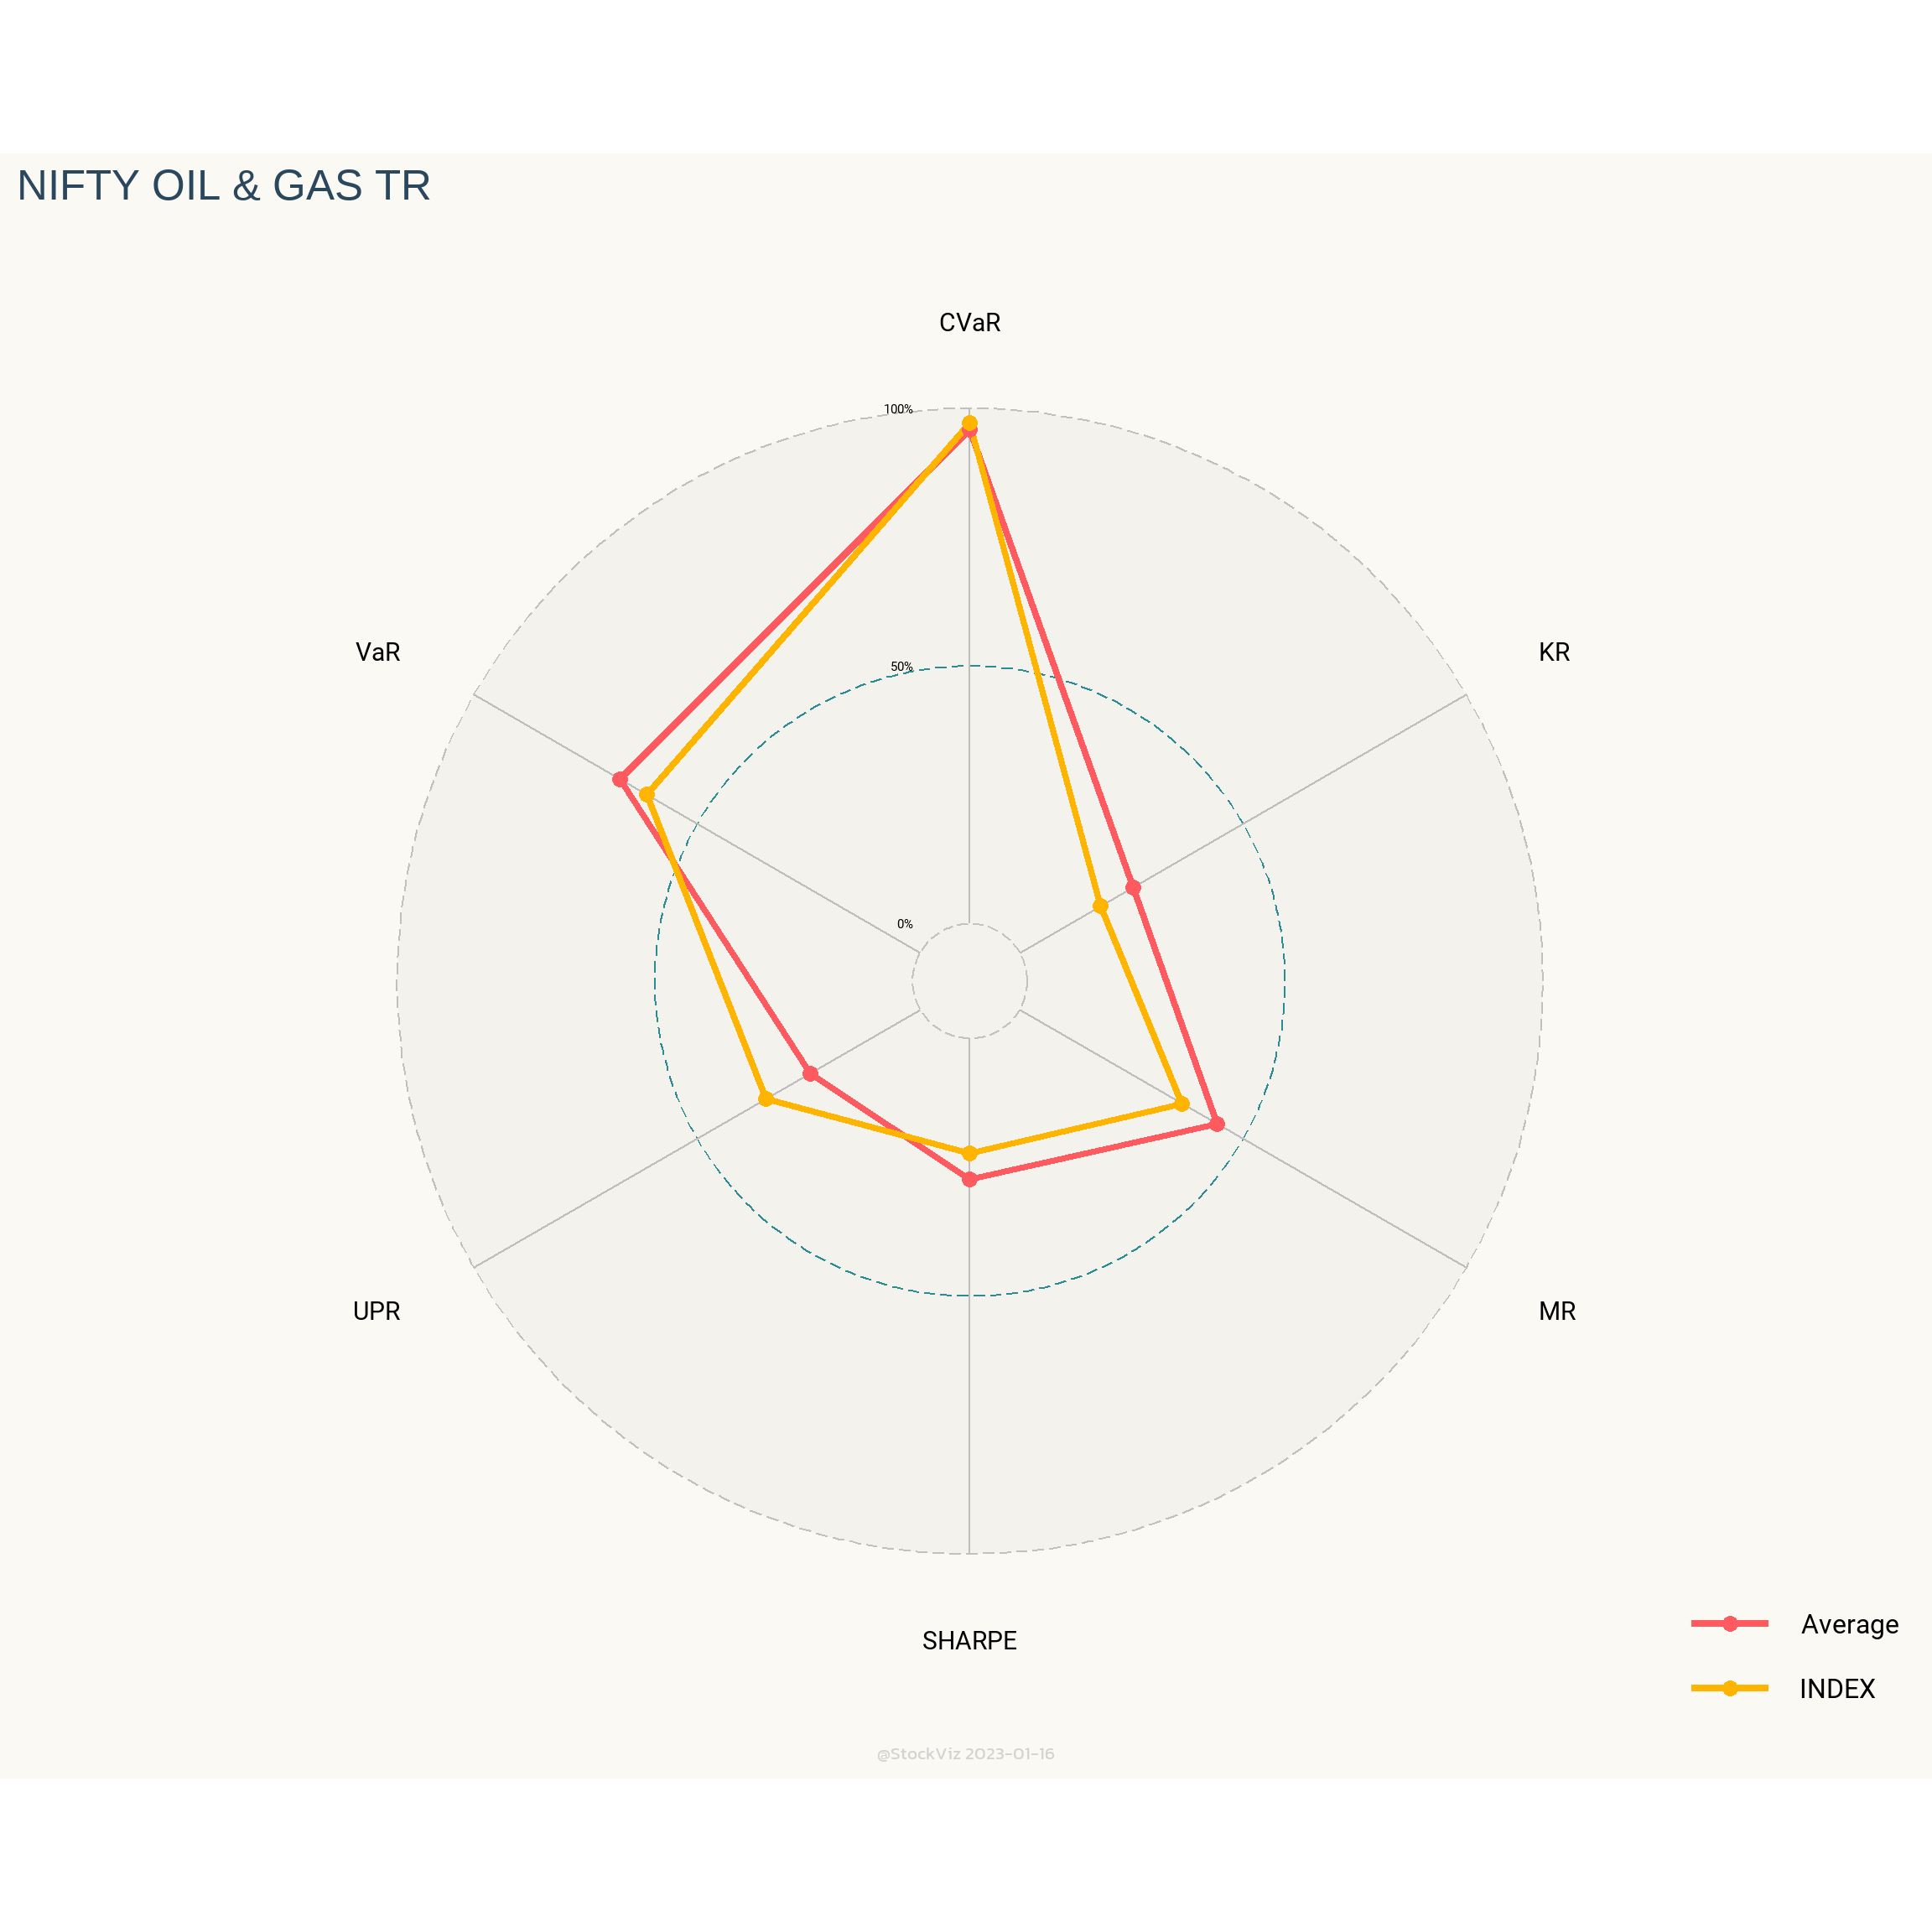 NIFTY OIL & GAS TR
CVaR
100%
VaR
KR
50%
0%
UPR
MR
SHARPE
Average
INDEX
@StockViz 2023-01-16